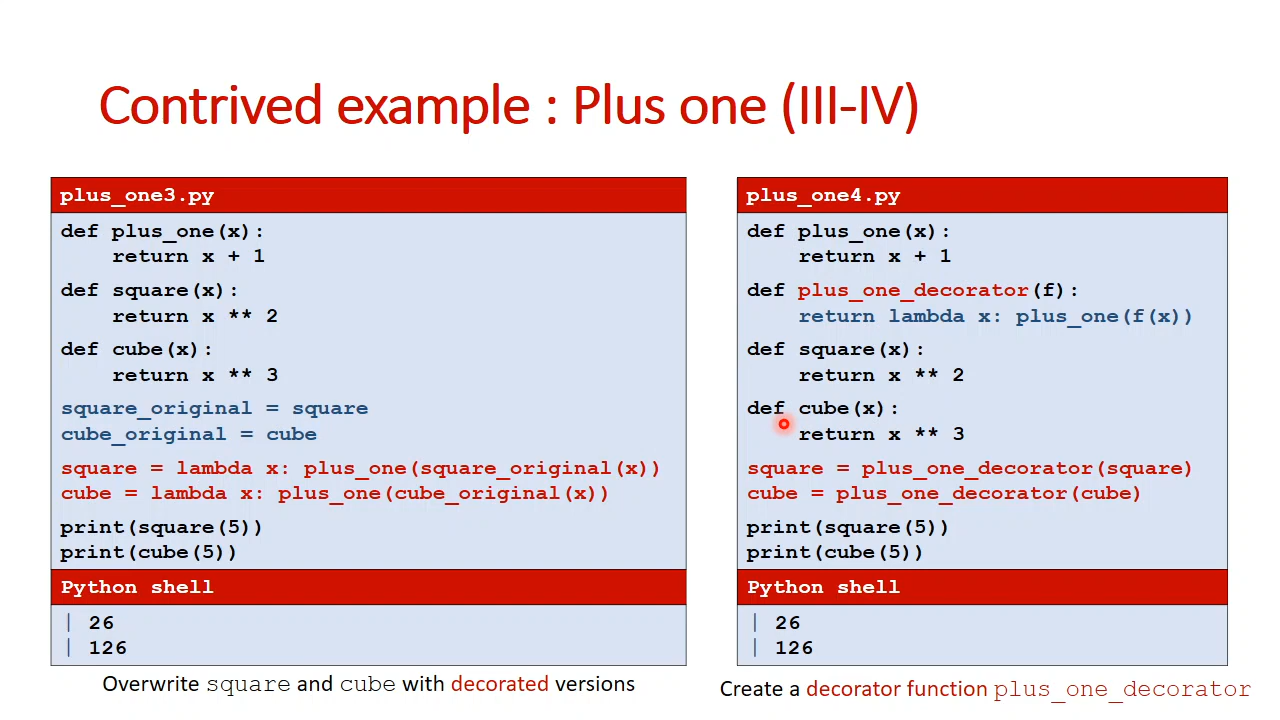 Contrived example : Plus one (III-IV)
plus_one3.py
def plus_one(x):
    return x + 1
def square(x):
    return x ** 2
def cube(x):
    return x ** 3
square_original = square
cube_original = cube
square = lambda x: plus_one(square_original(x))
cube = lambda x: plus_one(cube_original(x))
print(square(5))
print(cube(5))
Python shell
| 26
| 126
Overwrite square and cube with decorated versions
plus_one4.py
def plus_one(x):
    return x + 1
def plus_one_decorator(f):
    return lambda x: plus_one(f(x))
def square(x):
    return x ** 2
def cube(x):
    return x ** 3
square = plus_one_decorator(square)
cube = plus_one_decorator(cube)
print(square(5))
print(cube(5))
Python shell
| 26
| 126
Create a decorator function plus_one_decorator